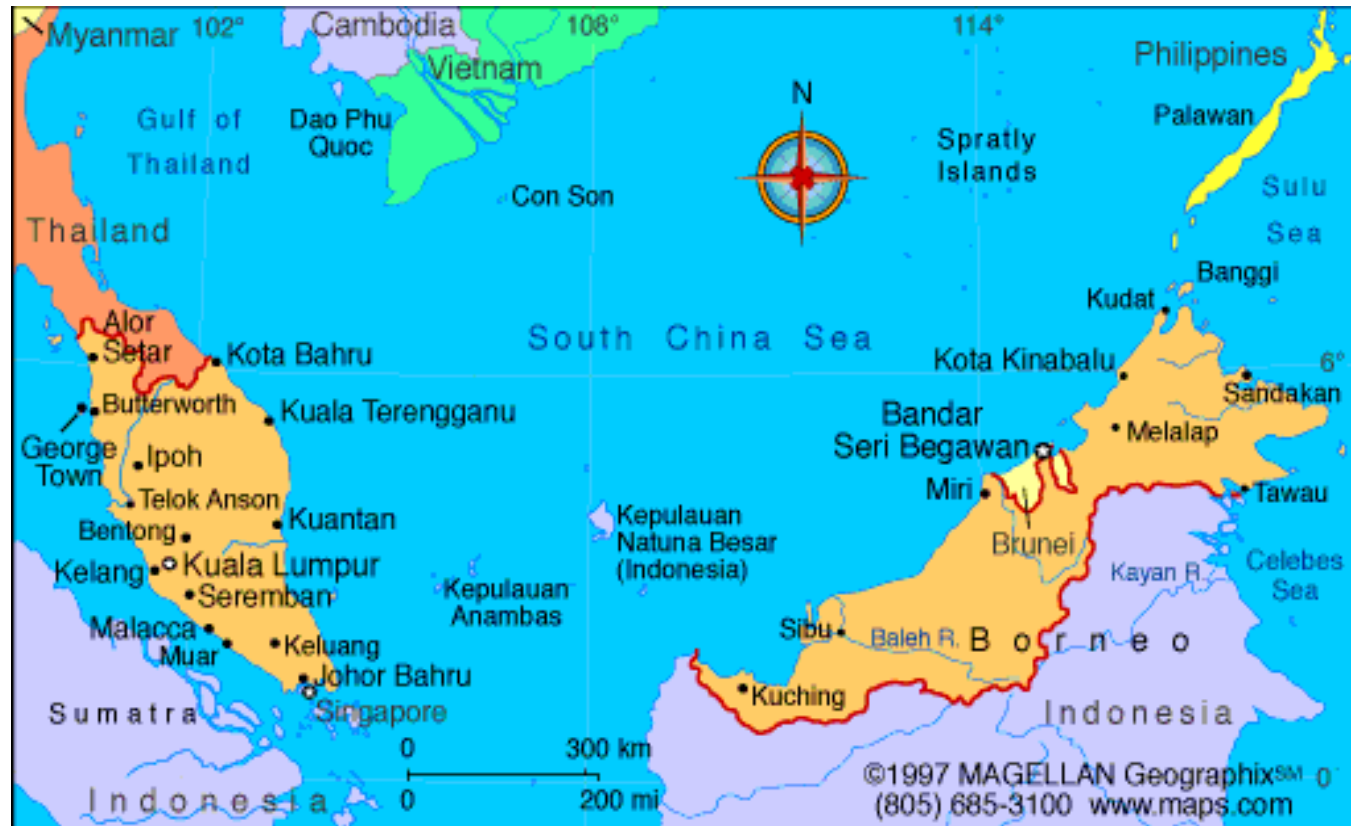 Myanmar
102°
Cambodia
108°
114°
Philippines
Vietnam
Gulf of
Thailand
Dao Phu
Quoc
N
Palawan
Spratly
Islands
Con Son
Sulu
Sea
Thailand
Banggi
Kudat
Alor
Setar
Kota Bahru
South China Sea
Kota Kinabalu
6°
Sandakan
Butterworth
Kuala Terengganu
Bandar
Seri Begawan
Melalap
George
Town
Ipoh
Miri
Tawau
Telok Anson
Kuantan
Kepulauan
Natuna Besar
(Indonesia)
Bentong
Brunei
Kelang
Kuala Lumpur
Kayan R.
Celebes
Sea
Kepulauan
Anambas
Seremban
Malacca
Muar
Keluang
Sibu
Baleh R.
Borneo
Johor Bahru
Singapore
Kuching
Sumatra
Indonesia
0 300 km
0 200 mi
Indonesia
©1997 MAGELLAN Geographix℠ 0°
(805) 685-3100 www.maps.com